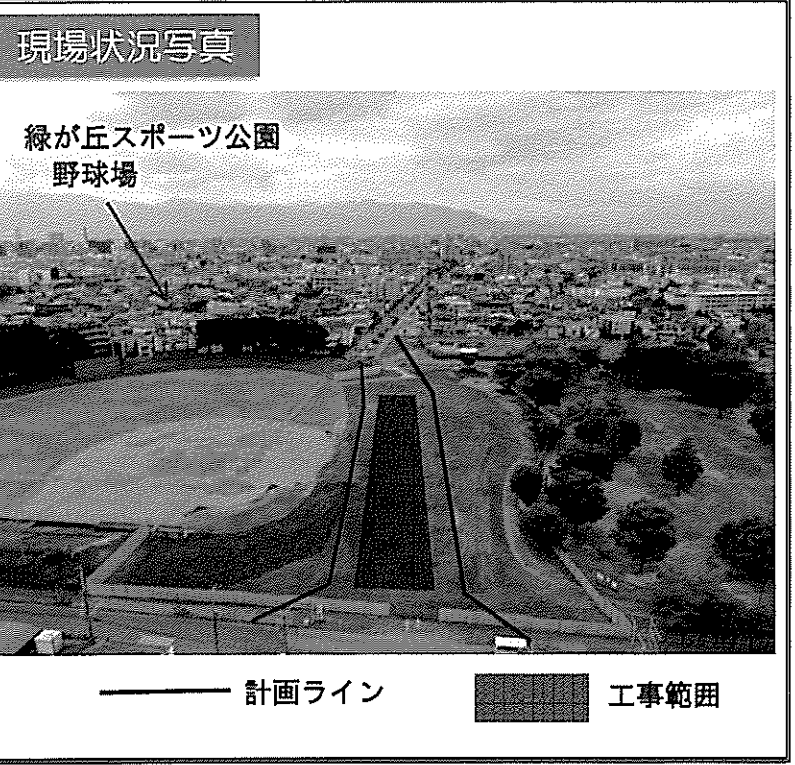 現場状況写真
緑が丘スポーツ公園
野球場
計画ライン
工事範囲